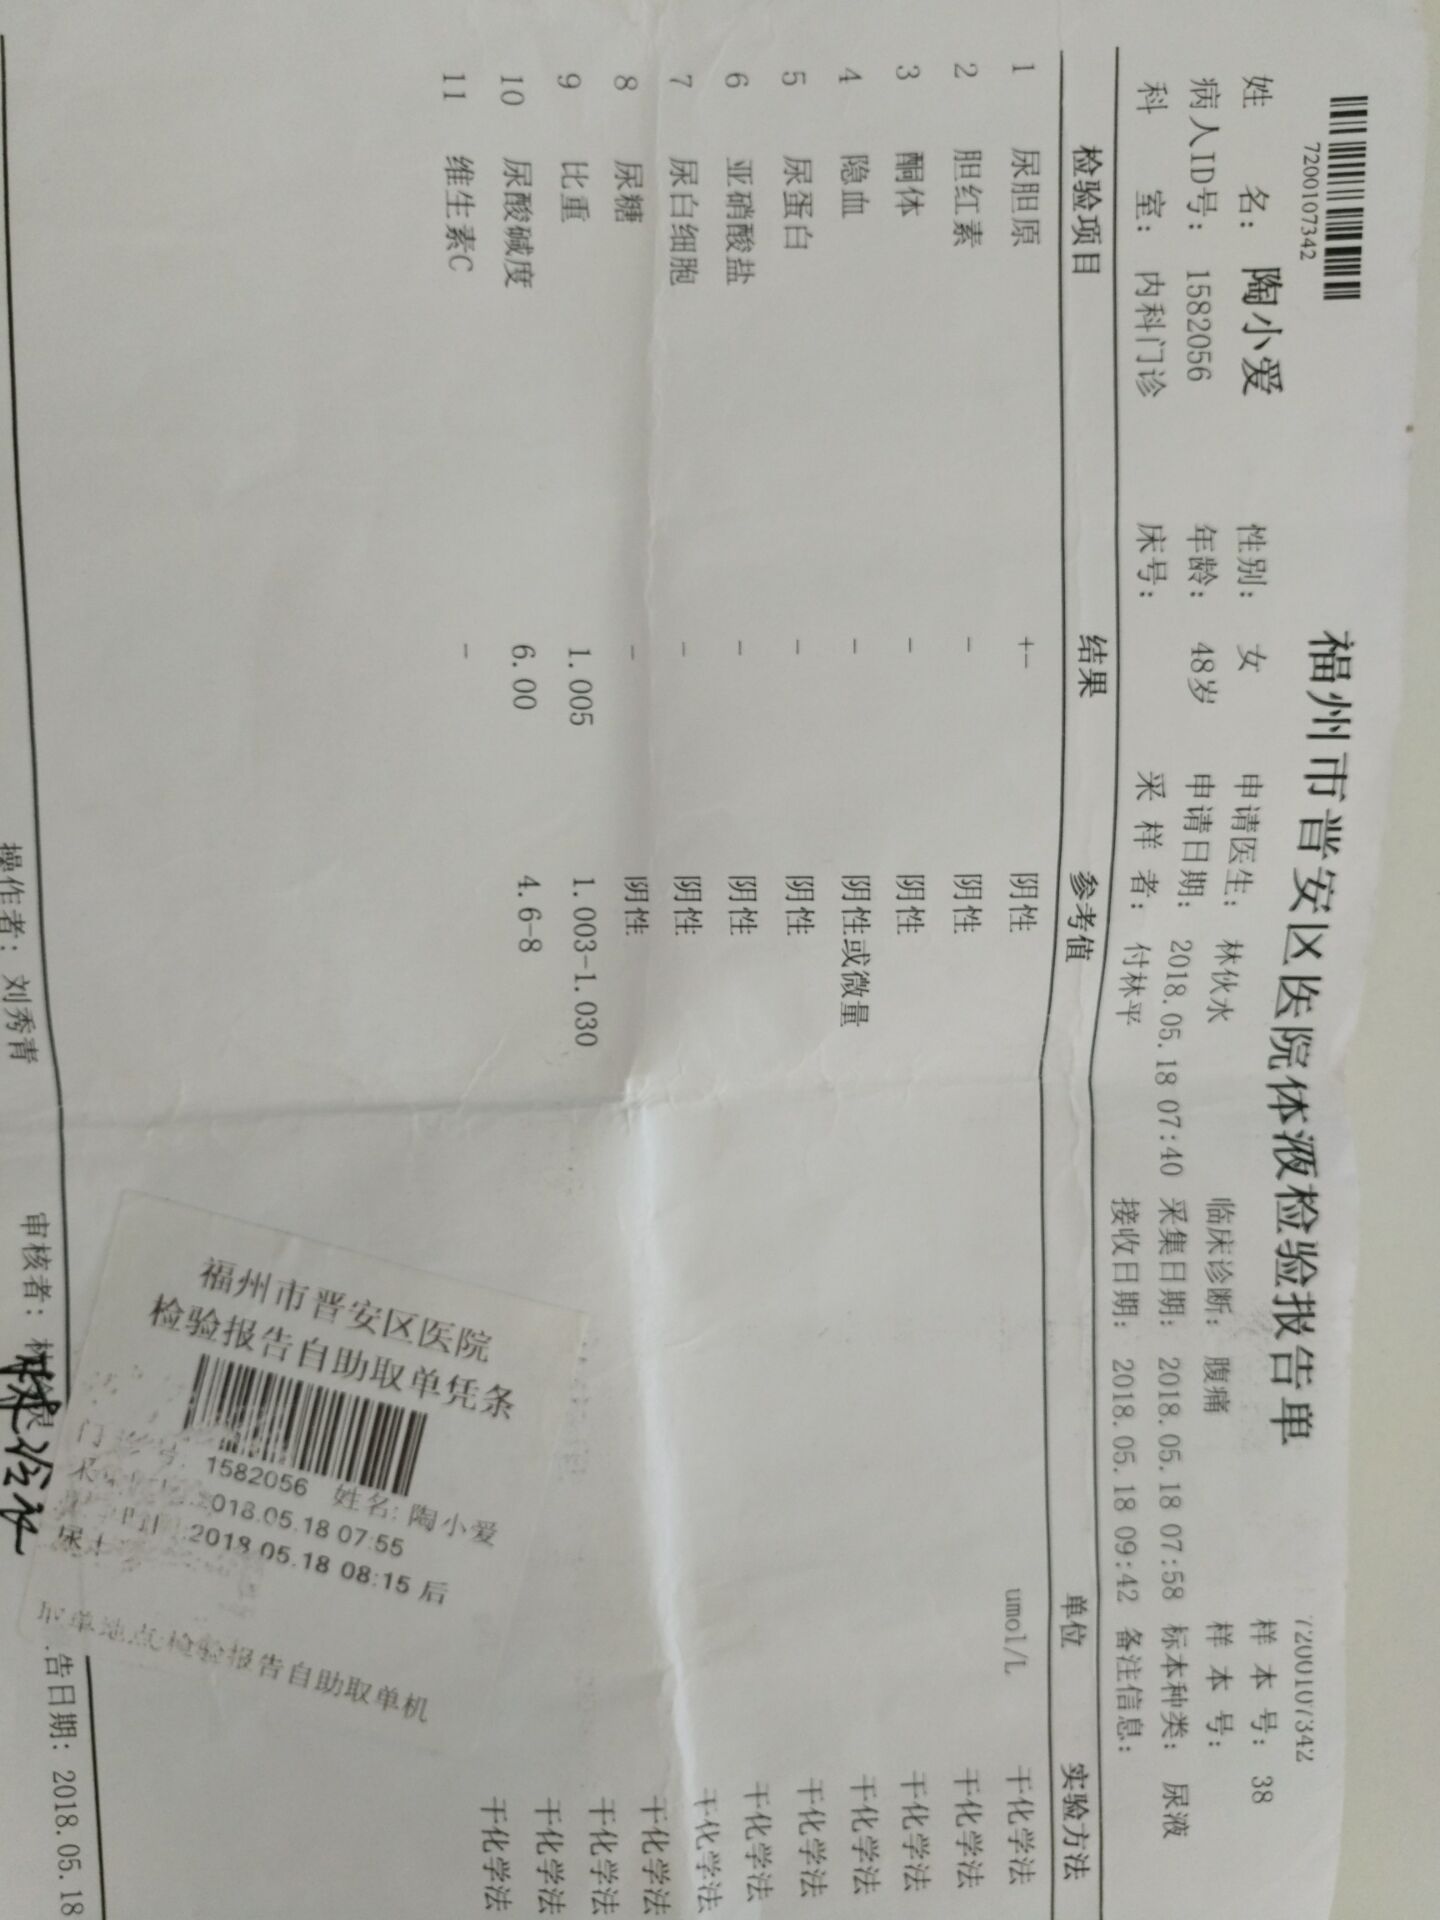 福州市晋安区医院体液检验报告单
7200107342
7200107342
姓 名： 陶小爱 性别： 女 申请医生： 林伙水 临床诊断： 腹痛 样 本 号： 38
病人ID号： 1582056 年龄： 48岁 申请日期： 2018.05.18 07:40 采集日期： 2018.05.18 07:58 样 本 号：
科 室： 内科门诊 床号： 采 样 者： 付林平 接收日期： 2018.05.18 09:42 标本种类： 尿液
备注信息：
检验项目 结果 参考值 单位 实验方法
1 尿胆原 +- 阴性 umol/L 干化学法
2 胆红素 - 阴性 干化学法
3 酮体 - 阴性 干化学法
4 隐血 - 阴性或微量 干化学法
5 尿蛋白 - 阴性 干化学法
6 亚硝酸盐 - 阴性 干化学法
7 尿白细胞 - 阴性 干化学法
8 尿糖 - 阴性 干化学法
9 比重 1.005 1.003-1.030 干化学法
10 尿酸碱度 6.00 4.6-8 干化学法
11 维生素C - 干化学法
操作者： 刘秀青 审核者： 告日期： 2018.05.18
福州市晋安区医院
检验报告自助取单凭条
1582056 姓名: 陶小爱
018.05.18 07:55
2018.05.18 08:15 后
取单地点:检验报告自助取单机